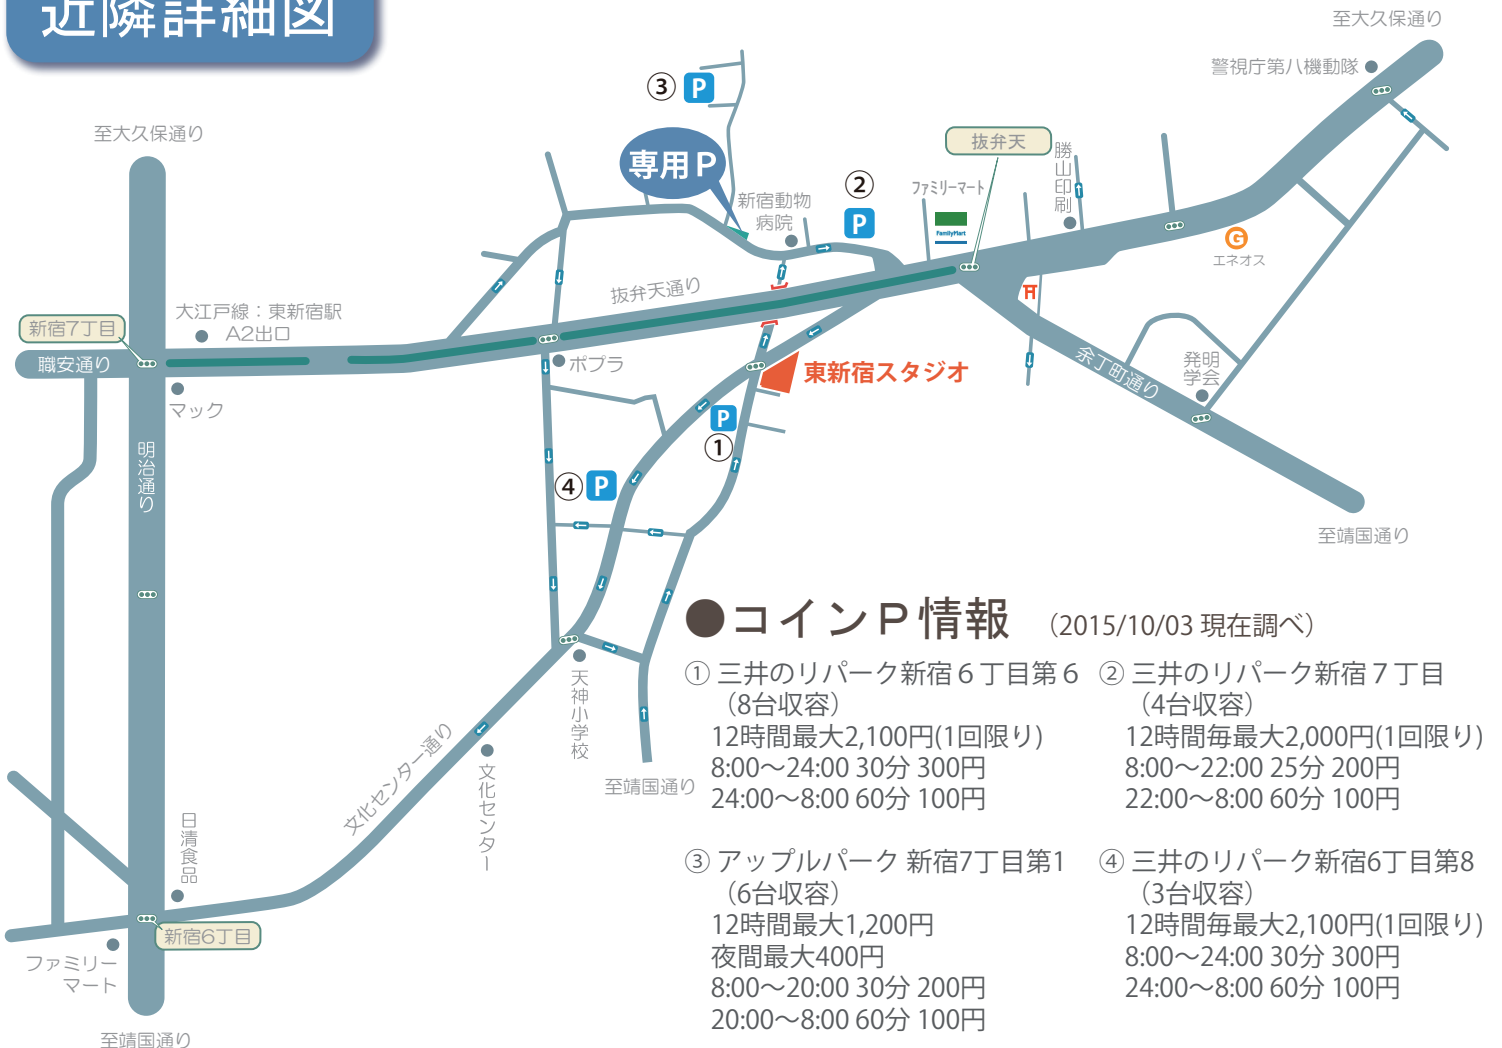 近隣詳細図
至大久保通り
警視庁第八機動隊
③ P
至大久保通り
専用P
抜弁天
勝山印刷
② P
ファミリーマート
FamilyMart
新宿動物
病院
G
エネオス
抜弁天通り
大江戸線：東新宿駅
A2出口
新宿7丁目
職安通り
マック
ポプラ
東新宿スタジオ
余丁町通り
発明
学会
P
①
明治通り
④ P
至靖国通り
天神小学校
文化センター通り
文化センター
至靖国通り
日清食品
新宿6丁目
ファミリー
マート
至靖国通り
●コインP情報 （2015/10/03 現在調べ）
① 三井のリパーク新宿６丁目第６
（8台収容）
12時間最大2,100円(1回限り)
8:00～24:00 30分 300円
24:00～8:00 60分 100円
② 三井のリパーク新宿７丁目
（4台収容）
12時間毎最大2,000円(1回限り)
8:00～22:00 25分 200円
22:00～8:00 60分 100円
③ アップルパーク 新宿7丁目第1
（6台収容）
12時間最大1,200円
夜間最大400円
8:00～20:00 30分 200円
20:00～8:00 60分 100円
④ 三井のリパーク新宿6丁目第8
（3台収容）
12時間毎最大2,100円(1回限り)
8:00～24:00 30分 300円
24:00～8:00 60分 100円